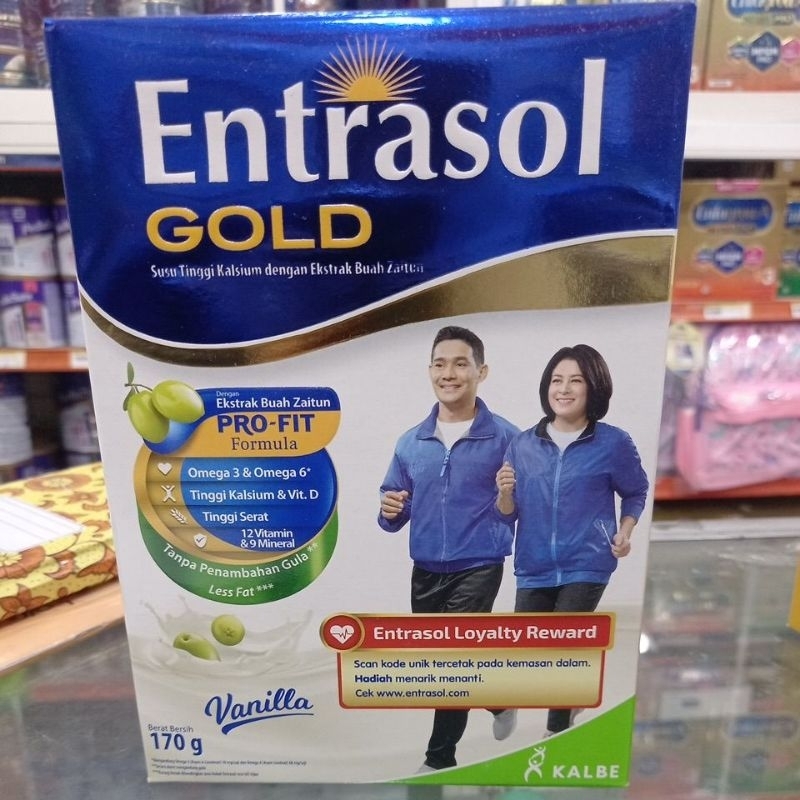 Entrasol
GOLD
Susu Tinggi Kalsium dengan Ekstrak Buah Zaitun
Dengan
Ekstrak Buah Zaitun
PRO-FIT
Formula
Omega 3 & Omega 6*
Tinggi Kalsium & Vit. D
Tinggi Serat
12 Vitamin
& 9 Mineral
Tanpa Penambahan Gula**
Less Fat***
Entrasol Loyalty Reward
Scan kode unik tercetak pada kemasan dalam.
Hadiah menarik menanti.
Cek www.entrasol.com
Vanilla
Berat Bersih
170 g
KALBE